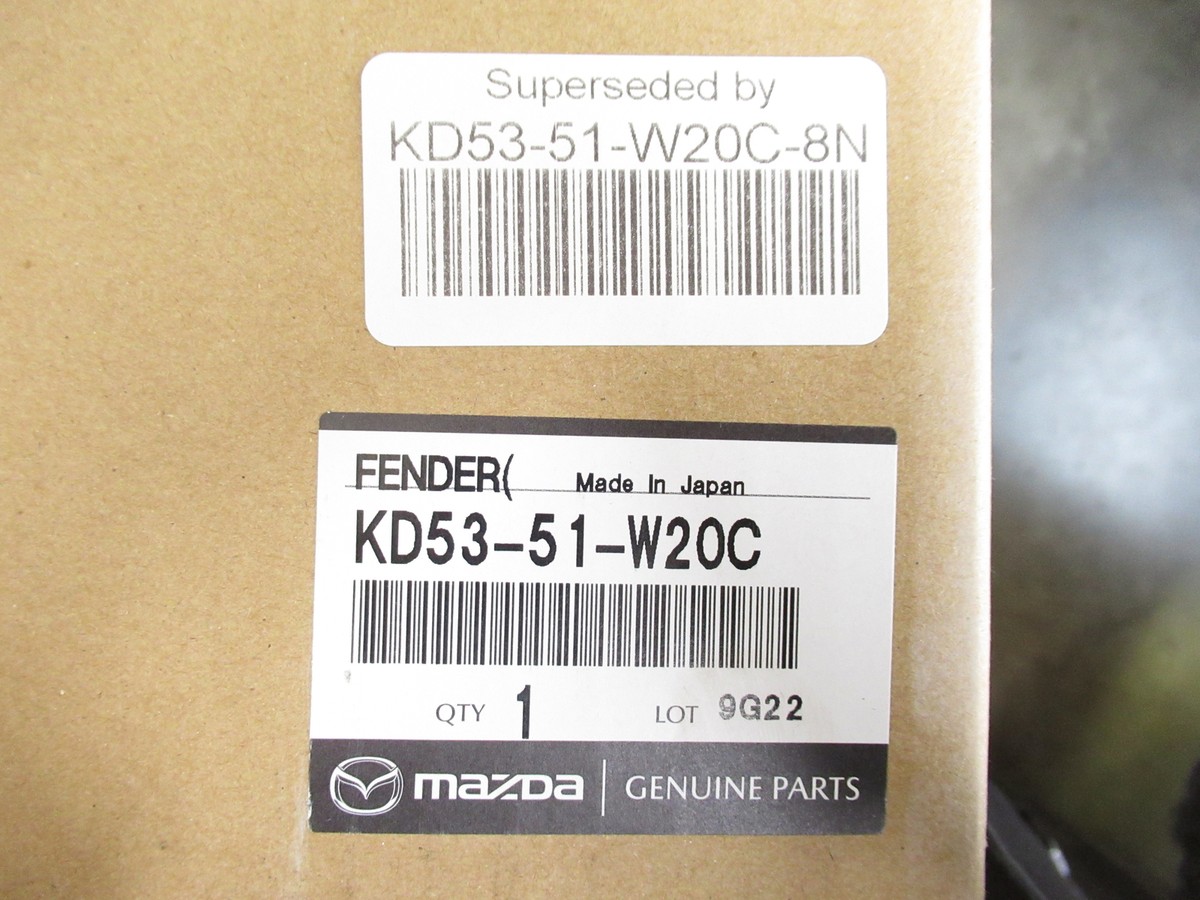 Superseded by
KD53-51-W20C-8N
FENDER( Made In Japan
KD53-51-W20C
QTY 1 LOT 9G22
mazda GENUINE PARTS